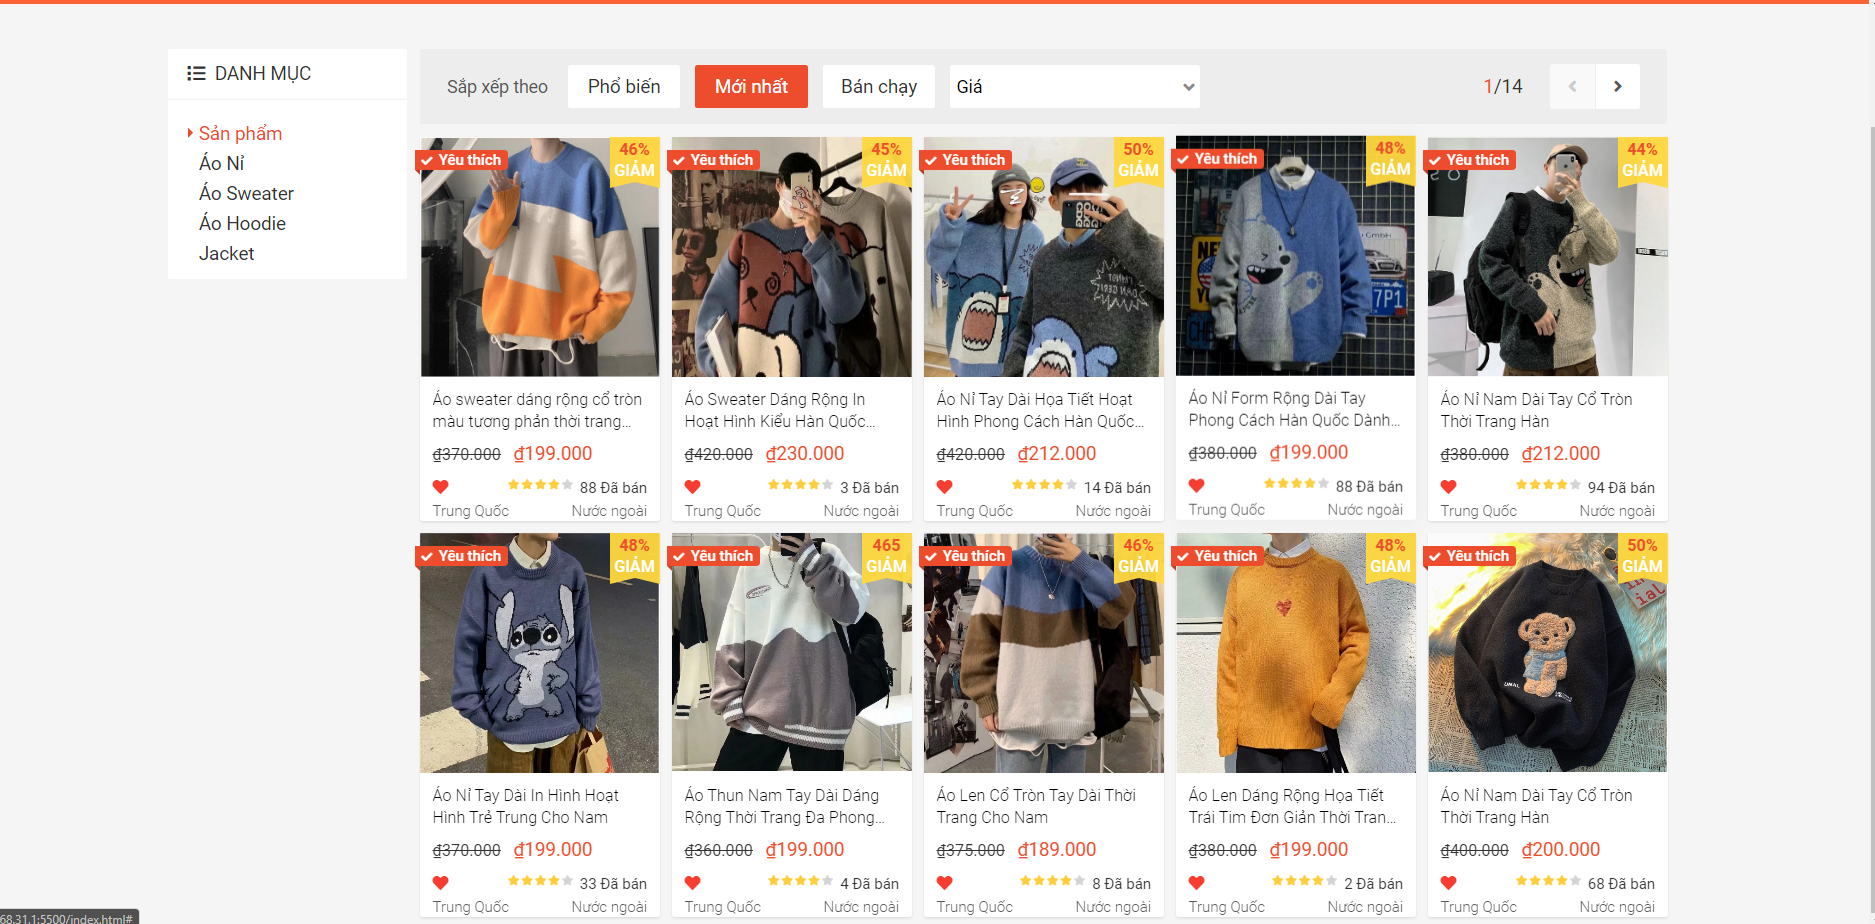 DANH MỤC
Sản phẩm
Áo Nỉ
Áo Sweater
Áo Hoodie
Jacket
Sắp xếp theo
Phổ biến
Mới nhất
Bán chạy
Giá
1/14
Yêu thích
46%
GIẢM
Áo sweater dáng rộng cổ tròn
màu tương phản thời trang...
₫370.000 ₫199.000
88 Đã bán
Trung Quốc Nước ngoài
Yêu thích
45%
GIẢM
Áo Sweater Dáng Rộng In
Hoạt Hình Kiểu Hàn Quốc...
₫420.000 ₫230.000
3 Đã bán
Trung Quốc Nước ngoài
Yêu thích
50%
GIẢM
Áo Nỉ Tay Dài Họa Tiết Hoạt
Hình Phong Cách Hàn Quốc...
₫420.000 ₫212.000
14 Đã bán
Trung Quốc Nước ngoài
Yêu thích
48%
GIẢM
7P1
Áo Nỉ Form Rộng Dài Tay
Phong Cách Hàn Quốc Dành...
₫380.000 ₫199.000
88 Đã bán
Trung Quốc Nước ngoài
Yêu thích
44%
GIẢM
Áo Nỉ Nam Dài Tay Cổ Tròn
Thời Trang Hàn
₫380.000 ₫212.000
94 Đã bán
Trung Quốc Nước ngoài
Yêu thích
48%
GIẢM
Áo Nỉ Tay Dài In Hình Hoạt
Hình Trẻ Trung Cho Nam
₫370.000 ₫199.000
33 Đã bán
Trung Quốc Nước ngoài
Yêu thích
465
GIẢM
Áo Thun Nam Tay Dài Dáng
Rộng Thời Trang Đa Phong...
₫360.000 ₫199.000
4 Đã bán
Trung Quốc Nước ngoài
Yêu thích
46%
GIẢM
Áo Len Cổ Tròn Tay Dài Thời
Trang Cho Nam
₫375.000 ₫189.000
8 Đã bán
Trung Quốc Nước ngoài
Yêu thích
48%
GIẢM
Áo Len Dáng Rộng Họa Tiết
Trái Tim Đơn Giản Thời Tran...
₫380.000 ₫199.000
2 Đã bán
Trung Quốc Nước ngoài
Yêu thích
50%
GIẢM
Áo Nỉ Nam Dài Tay Cổ Tròn
Thời Trang Hàn
₫400.000 ₫200.000
68 Đã bán
Trung Quốc Nước ngoài
68.31.1:5500/index.html#